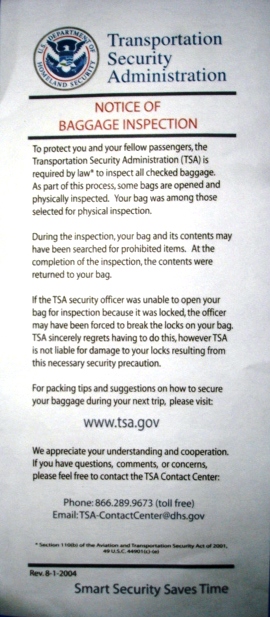 U.S. DEPARTMENT OF
HOMELAND SECURITY
Transportation
Security
Administration
NOTICE OF
BAGGAGE INSPECTION
To protect you and your fellow passengers, the
Transportation Security Administration (TSA) is
required by law* to inspect all checked baggage.
As part of this process, some bags are opened and
physically inspected. Your bag was among those
selected for physical inspection.
During the inspection, your bag and its contents may
have been searched for prohibited items. At the
completion of the inspection, the contents were
returned to your bag.
If the TSA security officer was unable to open your
bag for inspection because it was locked, the officer
may have been forced to break the locks on your bag.
TSA sincerely regrets having to do this, however TSA
is not liable for damage to your locks resulting from
this necessary security precaution.
For packing tips and suggestions on how to secure
your baggage during your next trip, please visit:
www.tsa.gov
We appreciate your understanding and cooperation.
If you have questions, comments, or concerns,
please feel free to contact the TSA Contact Center:
Phone: 866.289.9673 (toll free)
Email: TSA-ContactCenter@dhs.gov
* Section 110(b) of the Aviation and Transportation Security Act of 2001,
49 U.S.C. 44901(c)-(e)
Rev. 8-1-2004
Smart Security Saves Time